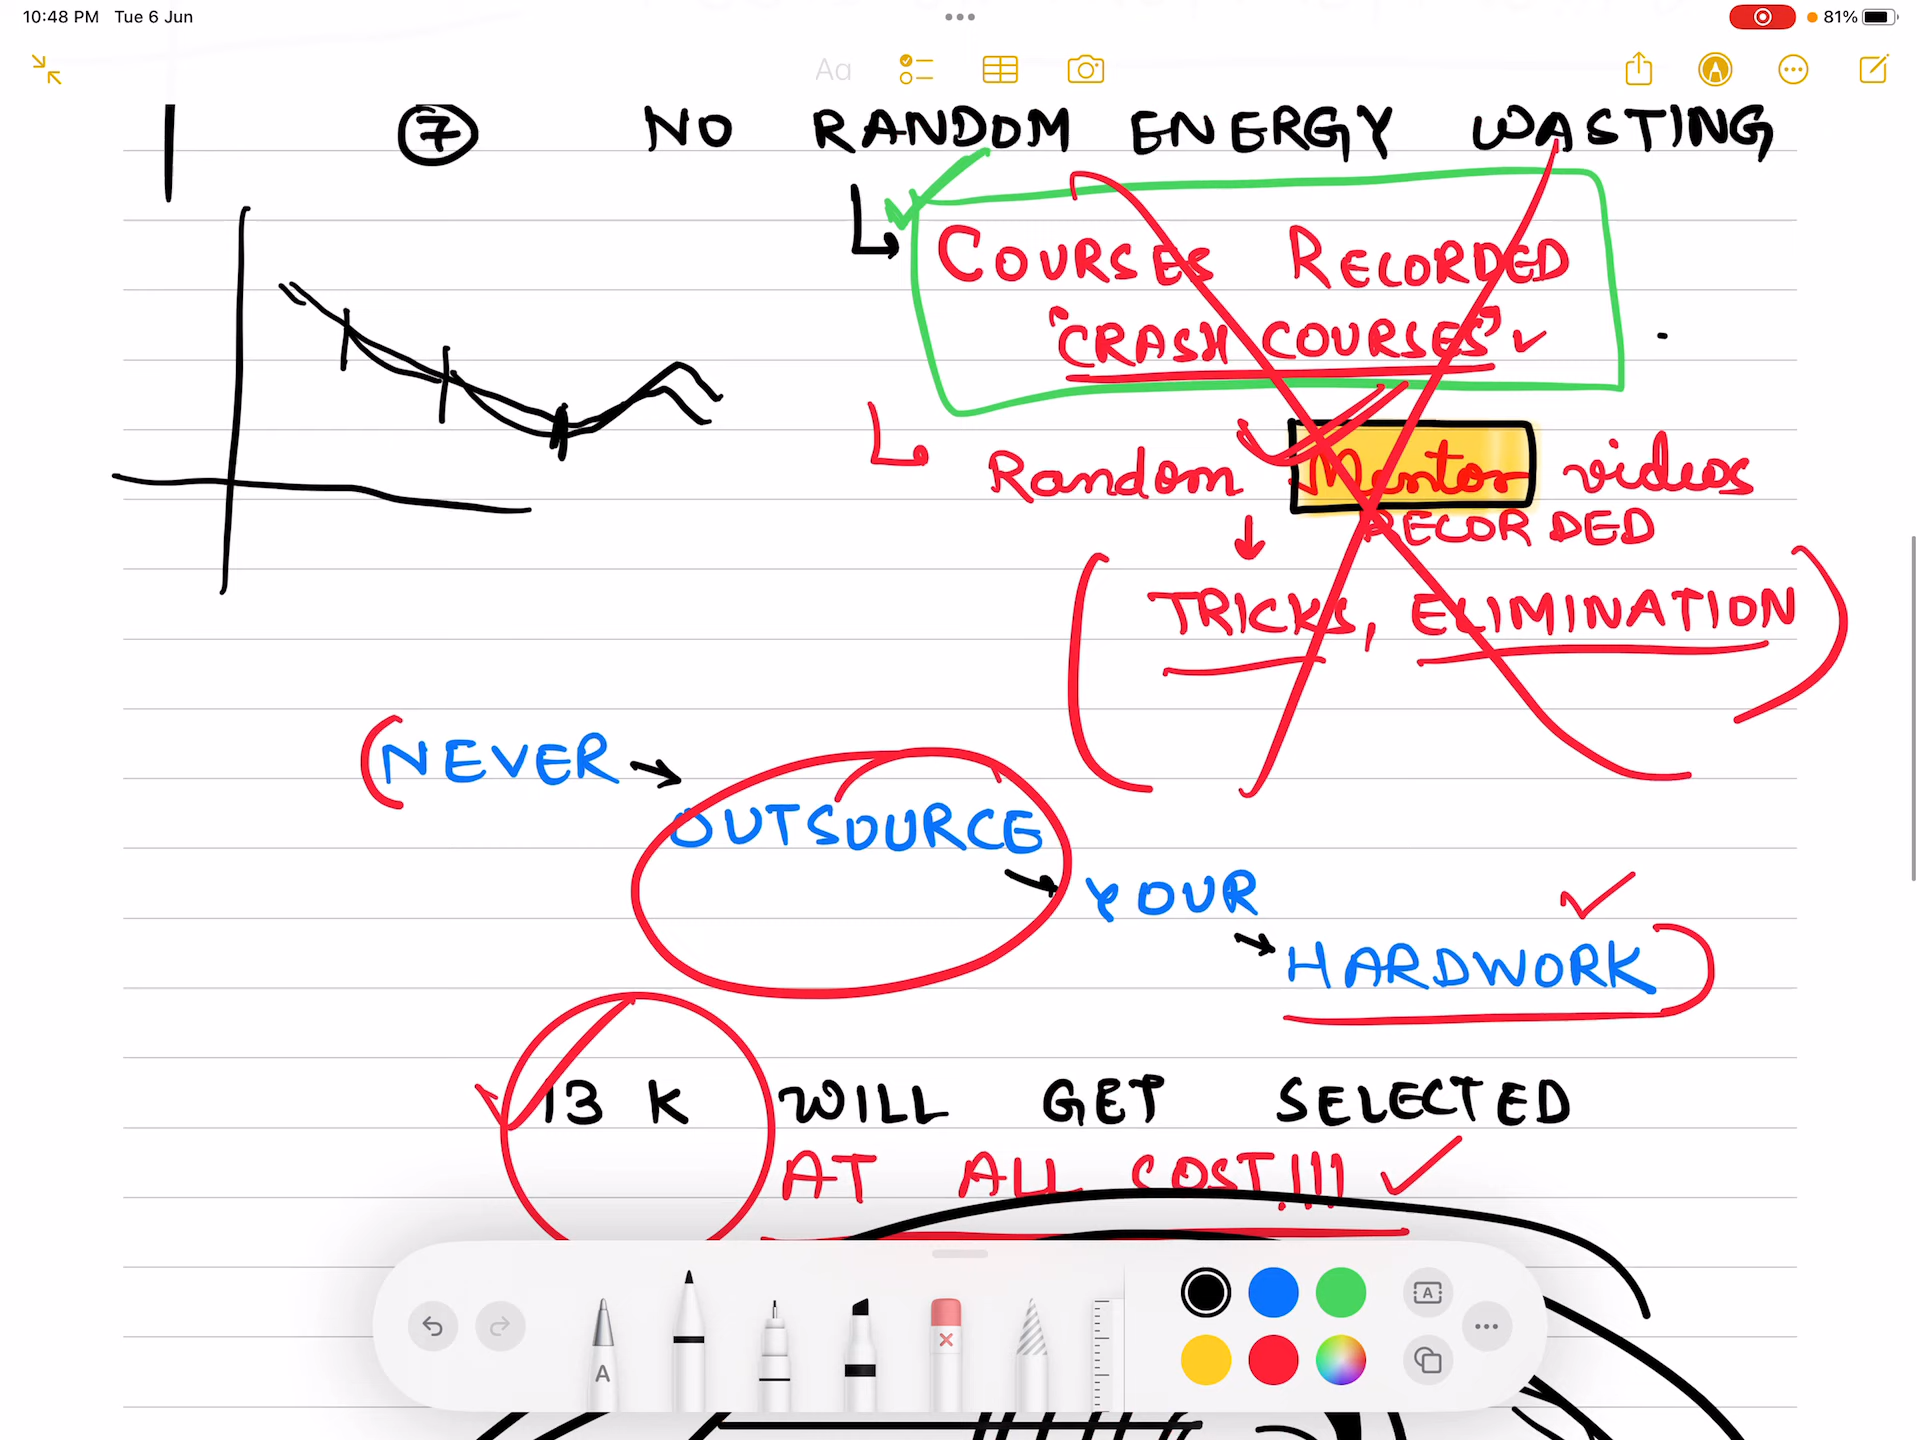 10:48 PM Tue 6 Jun
81%
Aa
7 NO RANDOM ENERGY WASTING
COURSES RECORDED
"CRASH COURSES"
Random Mentor videos
RECORDED
TRICKS, ELIMINATION
(NEVER
OUTSOURCE
YOUR
HARDWORK)
13 K WILL GET SELECTED
AT ALL COST!!!
A
A